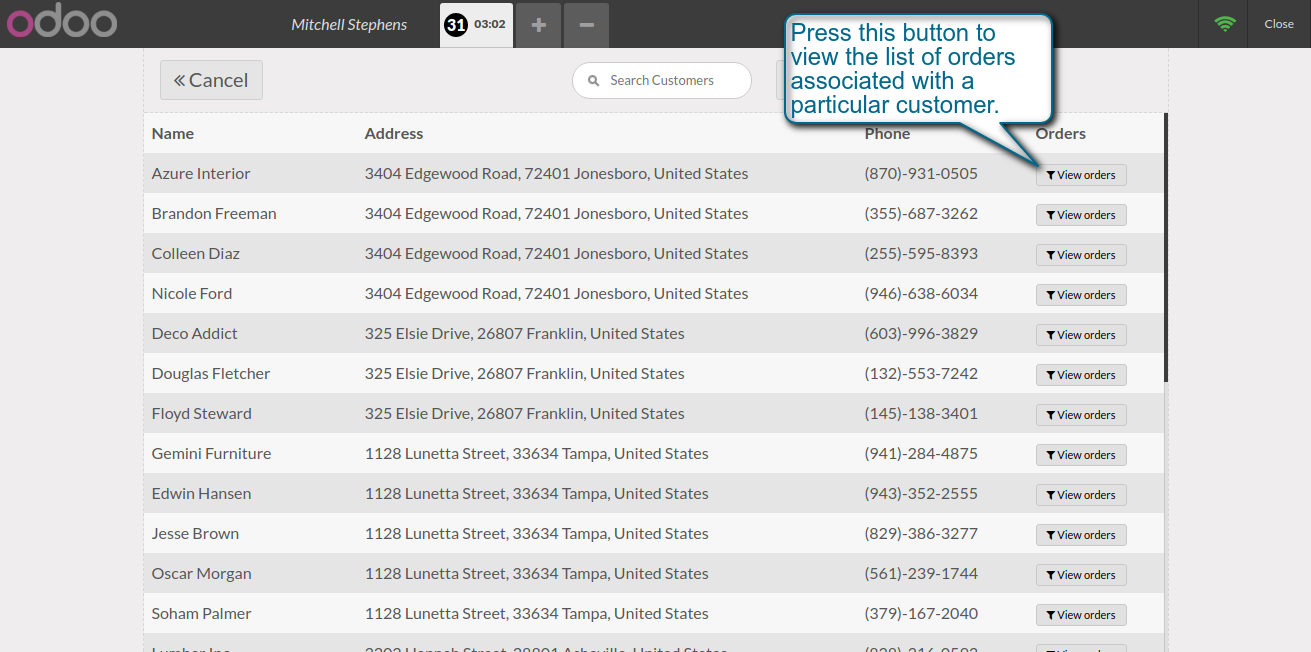 odoo
Mitchell Stephens
31 03:02
Close
Press this button to
view the list of orders
associated with a
particular customer.
Cancel
Search Customers
Name Address Phone Orders
Azure Interior 3404 Edgewood Road, 72401 Jonesboro, United States (870)-931-0505 View orders
Brandon Freeman 3404 Edgewood Road, 72401 Jonesboro, United States (355)-687-3262 View orders
Colleen Diaz 3404 Edgewood Road, 72401 Jonesboro, United States (255)-595-8393 View orders
Nicole Ford 3404 Edgewood Road, 72401 Jonesboro, United States (946)-638-6034 View orders
Deco Addict 325 Elsie Drive, 26807 Franklin, United States (603)-996-3829 View orders
Douglas Fletcher 325 Elsie Drive, 26807 Franklin, United States (132)-553-7242 View orders
Floyd Steward 325 Elsie Drive, 26807 Franklin, United States (145)-138-3401 View orders
Gemini Furniture 1128 Lunetta Street, 33634 Tampa, United States (941)-284-4875 View orders
Edwin Hansen 1128 Lunetta Street, 33634 Tampa, United States (943)-352-2555 View orders
Jesse Brown 1128 Lunetta Street, 33634 Tampa, United States (829)-386-3277 View orders
Oscar Morgan 1128 Lunetta Street, 33634 Tampa, United States (561)-239-1744 View orders
Soham Palmer 1128 Lunetta Street, 33634 Tampa, United States (379)-167-2040 View orders